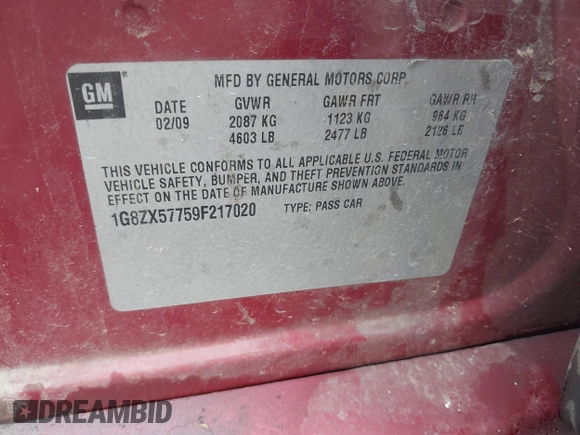 GM
MFD BY GENERAL MOTORS CORP.
DATE GVWR GAWR FRT GAWR RR
02/09 2087 KG 1123 KG 964 KG
4603 LB 2477 LB 2126 LB
THIS VEHICLE CONFORMS TO ALL APPLICABLE U.S. FEDERAL MOTOR
VEHICLE SAFETY, BUMPER, AND THEFT PREVENTION STANDARDS IN
EFFECT ON THE DATE OF MANUFACTURE SHOWN ABOVE.
1G8ZX57759F217020 TYPE: PASS CAR
DREAMBID